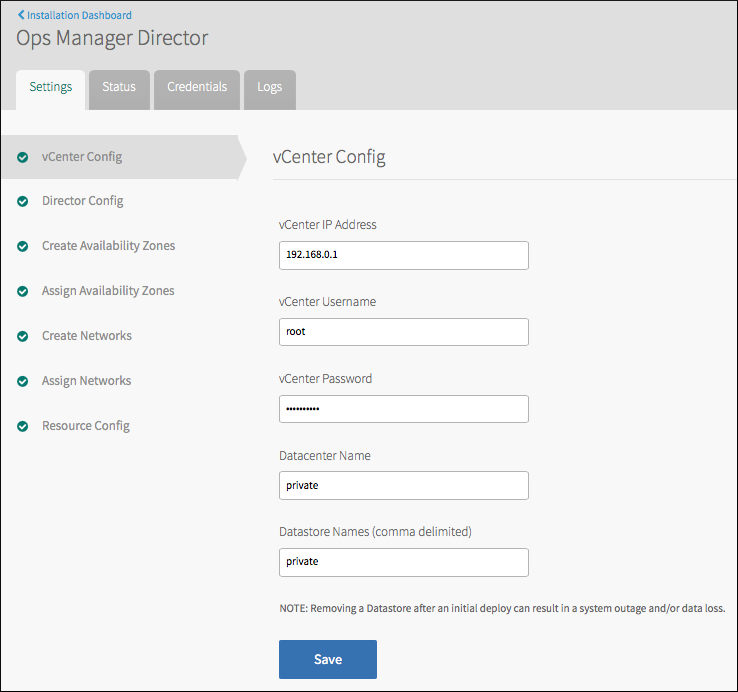 Installation Dashboard
Ops Manager Director
Settings
Status
Credentials
Logs
vCenter Config
Director Config
Create Availability Zones
Assign Availability Zones
Create Networks
Assign Networks
Resource Config
vCenter Config
vCenter IP Address
192.168.0.1
vCenter Username
root
vCenter Password
••••••••••
Datacenter Name
private
Datastore Names (comma delimited)
private
NOTE: Removing a Datastore after an initial deploy can result in a system outage and/or data loss.
Save